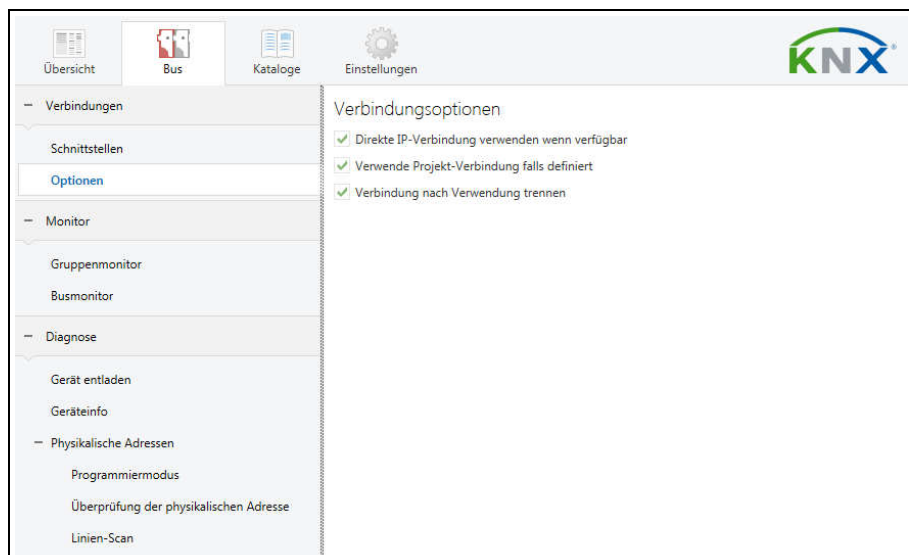 Übersicht
Bus
Kataloge
Einstellungen
KNX
Verbindungen
Schnittstellen
Optionen
Monitor
Gruppenmonitor
Busmonitor
Diagnose
Gerät entladen
Geräteinfo
Physikalische Adressen
Programmiermodus
Überprüfung der physikalischen Adresse
Linien-Scan
Verbindungsoptionen
Direkte IP-Verbindung verwenden wenn verfügbar
Verwende Projekt-Verbindung falls definiert
Verbindung nach Verwendung trennen